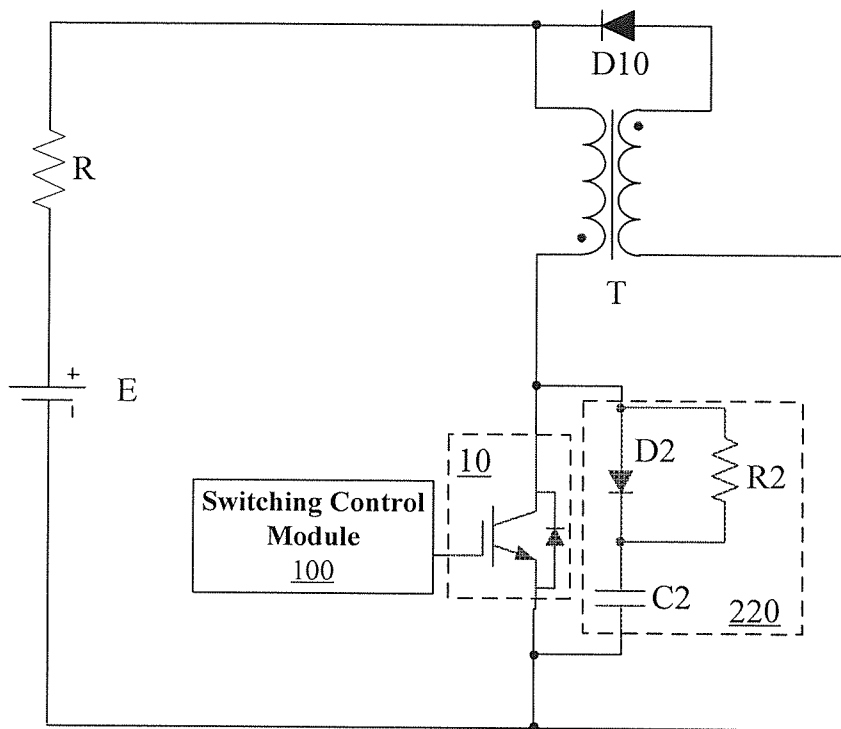 D10
R
T
+
E
-
10
D2
R2
Switching Control
Module
100
C2
220